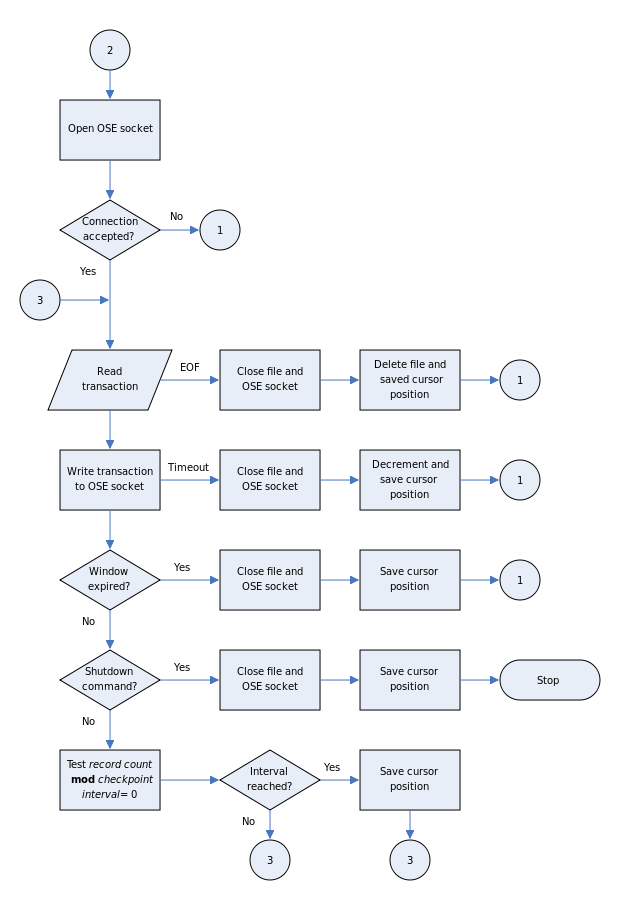 2
Open OSE socket
Connection
accepted?
No
1
Yes
3
Read
transaction
EOF
Close file and
OSE socket
Delete file and
saved cursor
position
1
Write transaction
to OSE socket
Timeout
Close file and
OSE socket
Decrement and
save cursor
position
1
Window
expired?
Yes
Close file and
OSE socket
Save cursor
position
1
No
Shutdown
command?
Yes
Close file and
OSE socket
Save cursor
position
Stop
No
Test record count
mod checkpoint
interval= 0
Interval
reached?
Yes
Save cursor
position
No
3
3